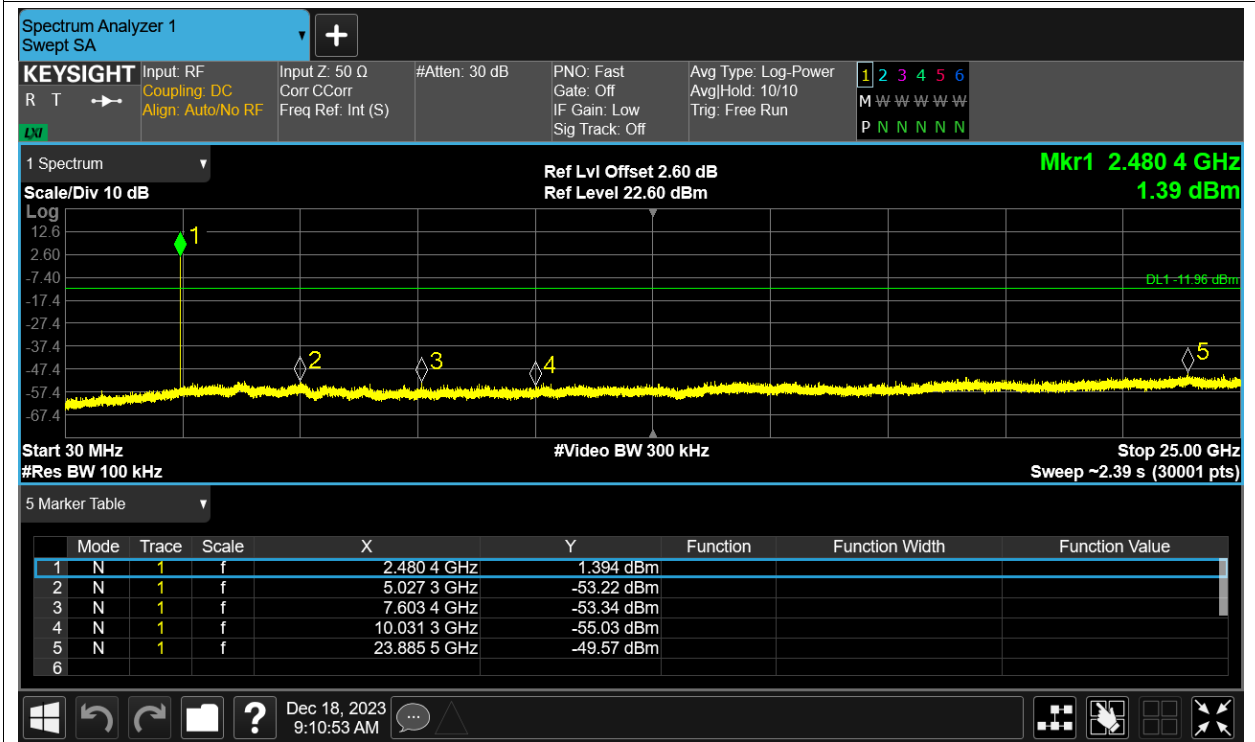 Spectrum Analyzer 1
Swept SA
+
KEYSIGHT Input: RF Input Z: 50 Ω #Atten: 30 dB PNO: Fast Avg Type: Log-Power 1 2 3 4 5 6
R T Coupling: DC Corr CCorr Gate: Off Avg|Hold: 10/10 M W W W W W
Align: Auto/No RF Freq Ref: Int (S) IF Gain: Low Trig: Free Run
LXI Sig Track: Off P N N N N N
1 Spectrum Ref Lvl Offset 2.60 dB Mkr1 2.480 4 GHz
Scale/Div 10 dB Ref Level 22.60 dBm 1.39 dBm
Log
12.6 1
2.60
-7.40 DL1 -11.96 dBm
-17.4
-27.4
-37.4 2 3 4 5
-47.4
-57.4
-67.4
Start 30 MHz #Video BW 300 kHz Stop 25.00 GHz
#Res BW 100 kHz Sweep ~2.39 s (30001 pts)
5 Marker Table
Mode Trace Scale X Y Function Function Width Function Value
1 N 1 f 2.480 4 GHz 1.394 dBm
2 N 1 f 5.027 3 GHz -53.22 dBm
3 N 1 f 7.603 4 GHz -53.34 dBm
4 N 1 f 10.031 3 GHz -55.03 dBm
5 N 1 f 23.885 5 GHz -49.57 dBm
6
? Dec 18, 2023
9:10:53 AM